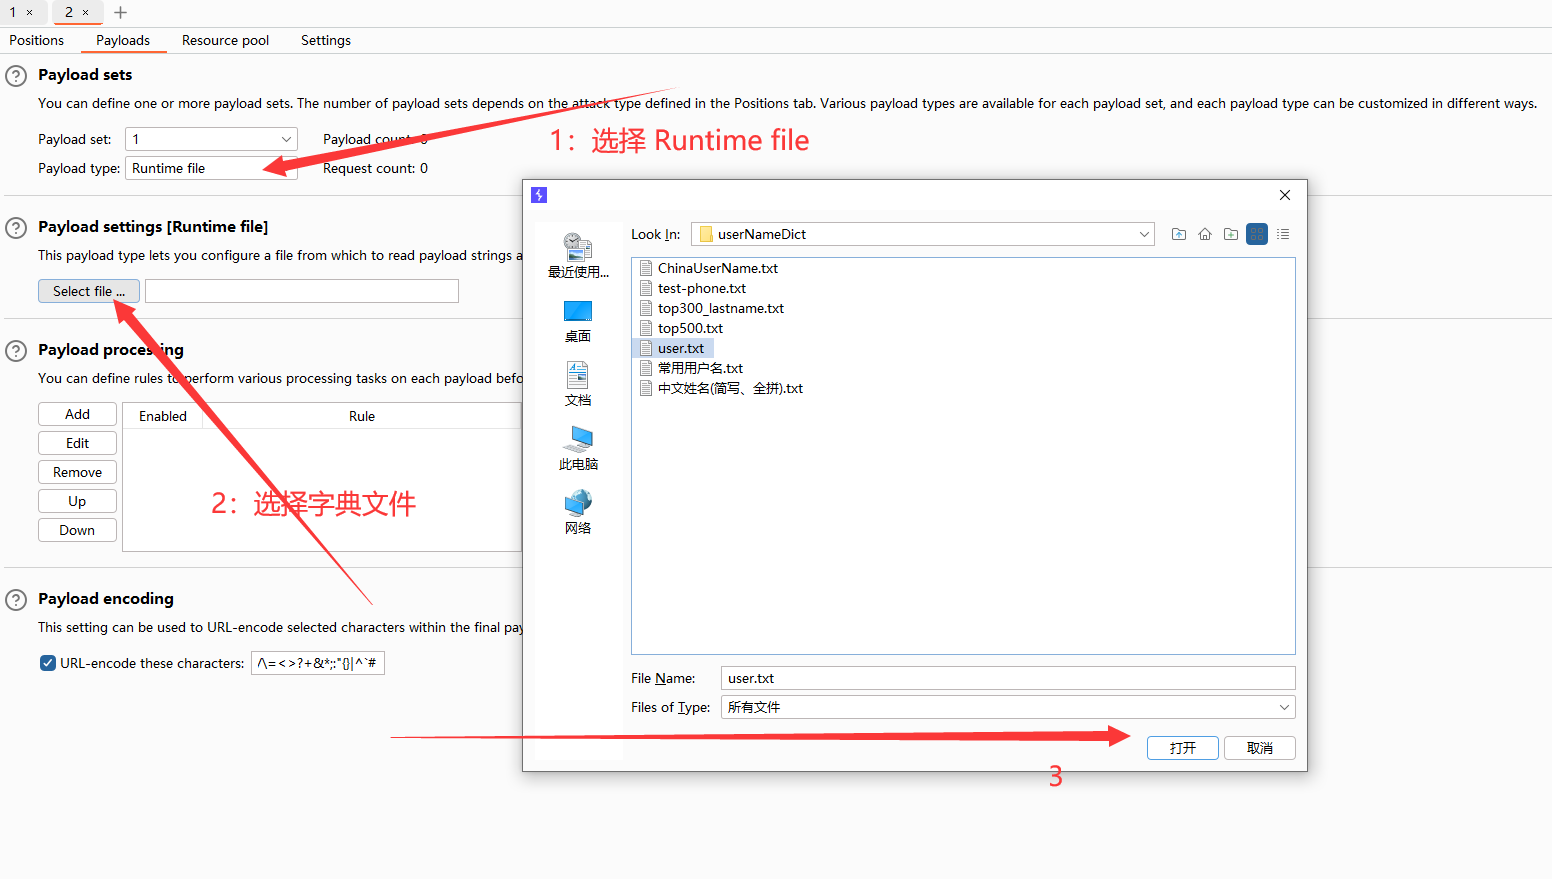 1 × 2 × +
Positions Payloads Resource pool Settings
Payload sets
You can define one or more payload sets. The number of payload sets depends on the attack type defined in the Positions tab. Various payload types are available for each payload set, and each payload type can be customized in different ways.
Payload set: 1 Payload count: 0
1：选择 Runtime file
Payload type: Runtime file Request count: 0
Payload settings [Runtime file]
This payload type lets you configure a file from which to read payload strings a
Select file ...
Payload processing
You can define rules to perform various processing tasks on each payload befo
Add
Edit
Remove
Up
Down
Enabled Rule
2：选择字典文件
Payload encoding
This setting can be used to URL-encode selected characters within the final pay
URL-encode these characters: /\=<>?+&*;:"{}|^`#
Look In: userNameDict
最近使用...
桌面
文档
此电脑
网络
ChinaUserName.txt
test-phone.txt
top300_lastname.txt
top500.txt
user.txt
常用用户名.txt
中文姓名(简写、全拼).txt
File Name: user.txt
Files of Type: 所有文件
打开 取消
3